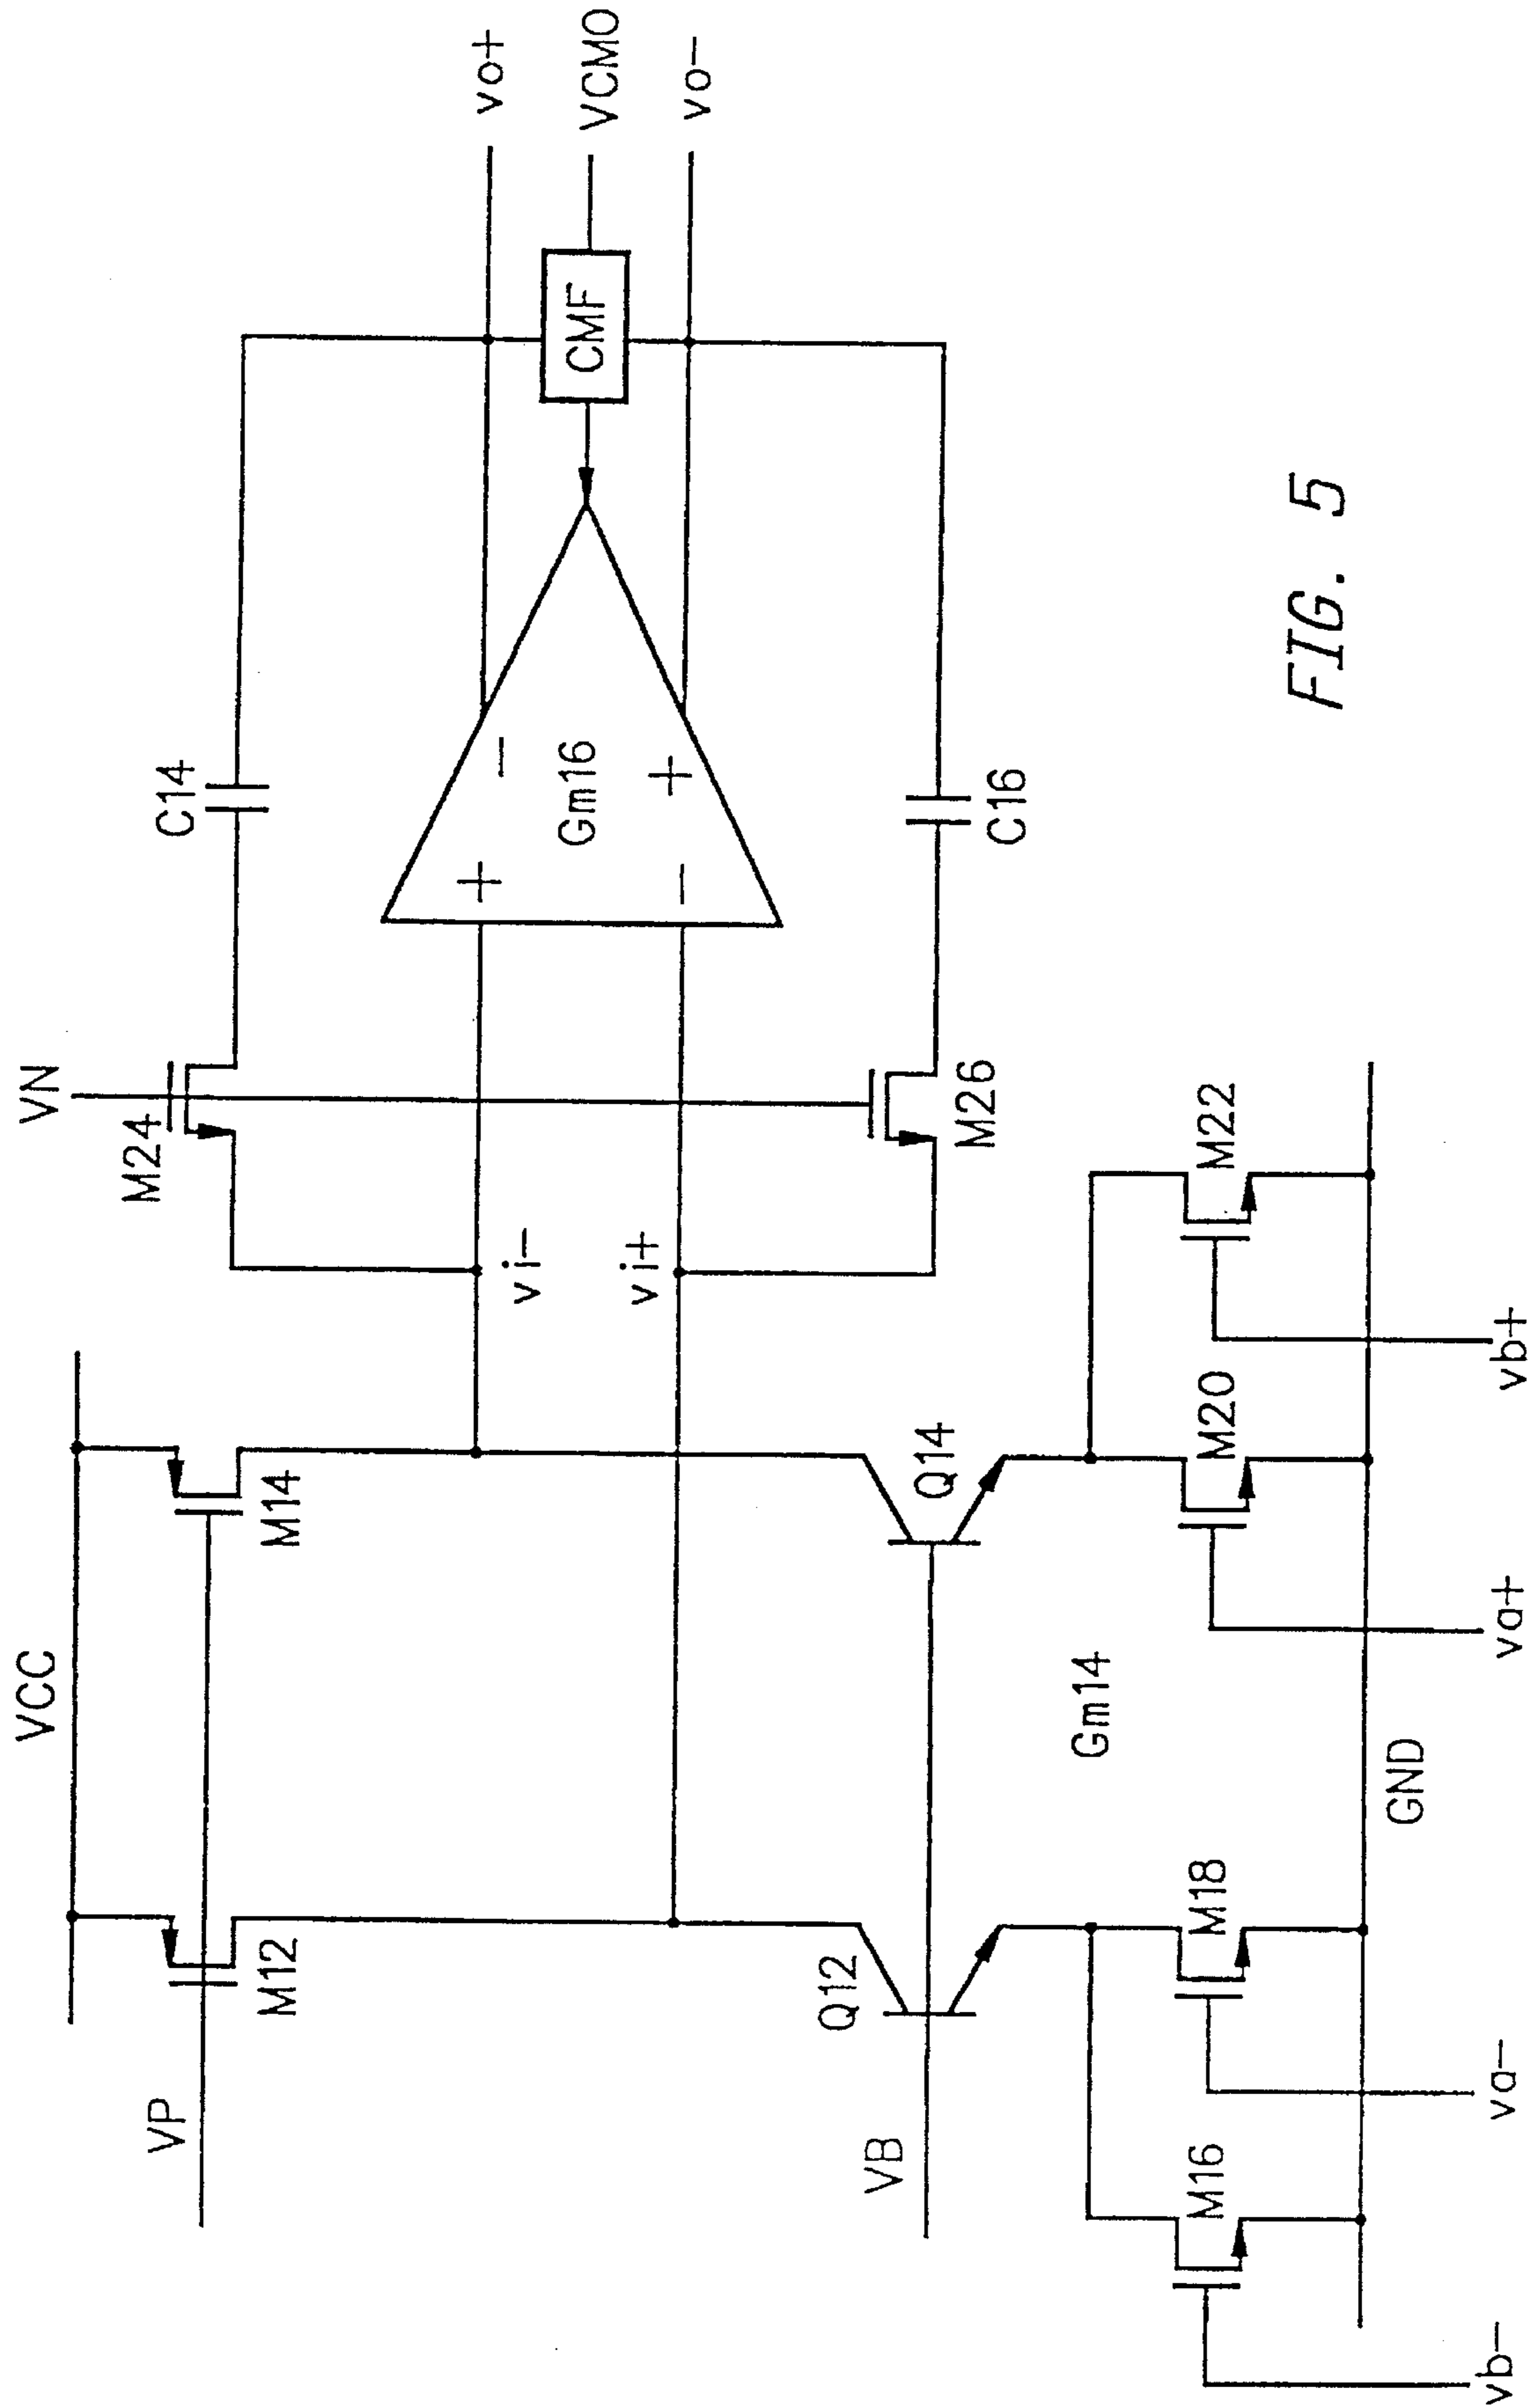 VCC
VN
VP
M12
M14
M24
C14
vo+
VCMO
vo-
CMF
vi-
vi+
+
-
Gm16
-
+
M26
C16
VB
Q12
Q14
Gm14
M16
M18
M20
M22
GND
vb-
va-
va+
vb+
FIG. 5